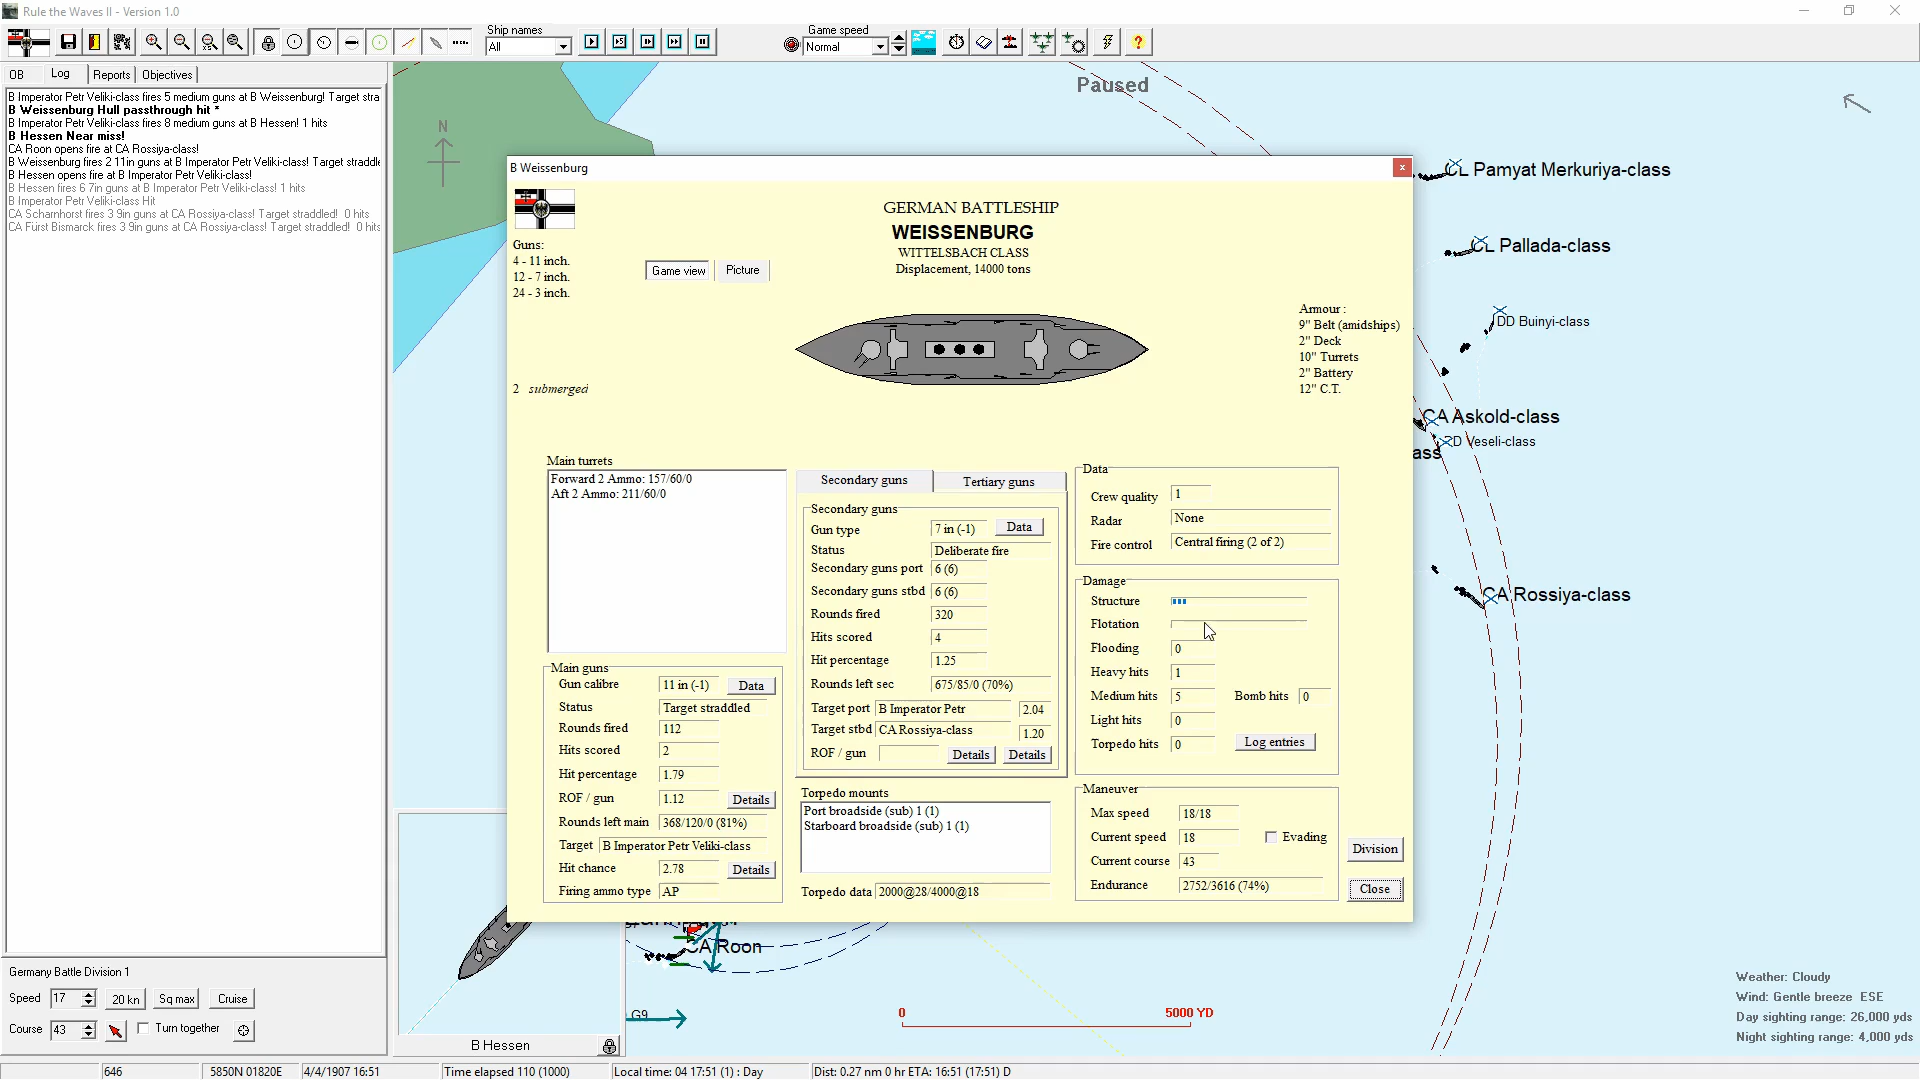 Rule the Waves II - Version 1.0
Ship names
All
Game speed
Normal
OB Log Reports Objectives
B Imperator Petr Veliki-class fires 5 medium guns at B Weissenburg! Target stra
B Weissenburg Hull passthrough hit *
B Imperator Petr Veliki-class fires 8 medium guns at B Hessen! 1 hits
B Hessen Near miss!
CA Roon opens fire at CA Rossiya-class!
B Weissenburg fires 2 11in guns at B Imperator Petr Veliki-class! Target straddle
B Hessen opens fire at B Imperator Petr Veliki-class!
B Hessen fires 6 7in guns at B Imperator Petr Veliki-class! 1 hits
B Imperator Petr Veliki-class Hit
CA Scharnhorst fires 3 9in guns at CA Rossiya-class! Target straddled! 0 hits
CA Fürst Bismarck fires 3 9in guns at CA Rossiya-class! Target straddled! 0 hits
Paused
N
CL Pamyat Merkuriya-class
CL Pallada-class
DD Buinyi-class
CA Askold-class
DD Veseli-class
ass
CA Rossiya-class
B Weissenburg
GERMAN BATTLESHIP
WEISSENBURG
WITTELSBACH CLASS
Displacement, 14000 tons
Guns:
4 - 11 inch.
12 - 7 inch.
24 - 3 inch.
Game view Picture
2 submerged
Armour :
9" Belt (amidships)
2" Deck
10" Turrets
2" Battery
12" C.T.
Main turrets
Forward 2 Ammo: 157/60/0
Aft 2 Ammo: 211/60/0
Main guns
Gun calibre 11 in (-1) Data
Status Target straddled
Rounds fired 112
Hits scored 2
Hit percentage 1.79
ROF / gun 1.12 Details
Rounds left main 368/120/0 (81%)
Target B Imperator Petr Veliki-class
Hit chance 2.78 Details
Firing ammo type AP
Secondary guns Tertiary guns
Secondary guns
Gun type 7 in (-1) Data
Status Deliberate fire
Secondary guns port 6 (6)
Secondary guns stbd 6 (6)
Rounds fired 320
Hits scored 4
Hit percentage 1.25
Rounds left sec 675/85/0 (70%)
Target port B Imperator Petr 2.04
Target stbd CA Rossiya-class 1.20
ROF / gun Details Details
Torpedo mounts
Port broadside (sub) 1 (1)
Starboard broadside (sub) 1 (1)
Torpedo data 2000@28/4000@18
Data
Crew quality 1
Radar None
Fire control Central firing (2 of 2)
Damage
Structure
Flotation
Flooding 0
Heavy hits 1
Medium hits 5 Bomb hits 0
Light hits 0
Torpedo hits 0 Log entries
Maneuver
Max speed 18/18
Current speed 18 Evading
Current course 43
Endurance 2752/3616 (74%)
Division
Close
CA Roon
G9
0 5000 YD
Weather: Cloudy
Wind: Gentle breeze ESE
Day sighting range: 26,000 yds
Night sighting range: 4,000 yds
Germany Battle Division 1
Speed 17 20 kn Sq max Cruise
Course 43 Turn together
B Hessen
646 5850N 01820E 4/4/1907 16:51 Time elapsed 110 (1000) Local time: 04 17:51 (1) : Day Dist: 0.27 nm 0 hr ETA: 16:51 (17:51) D